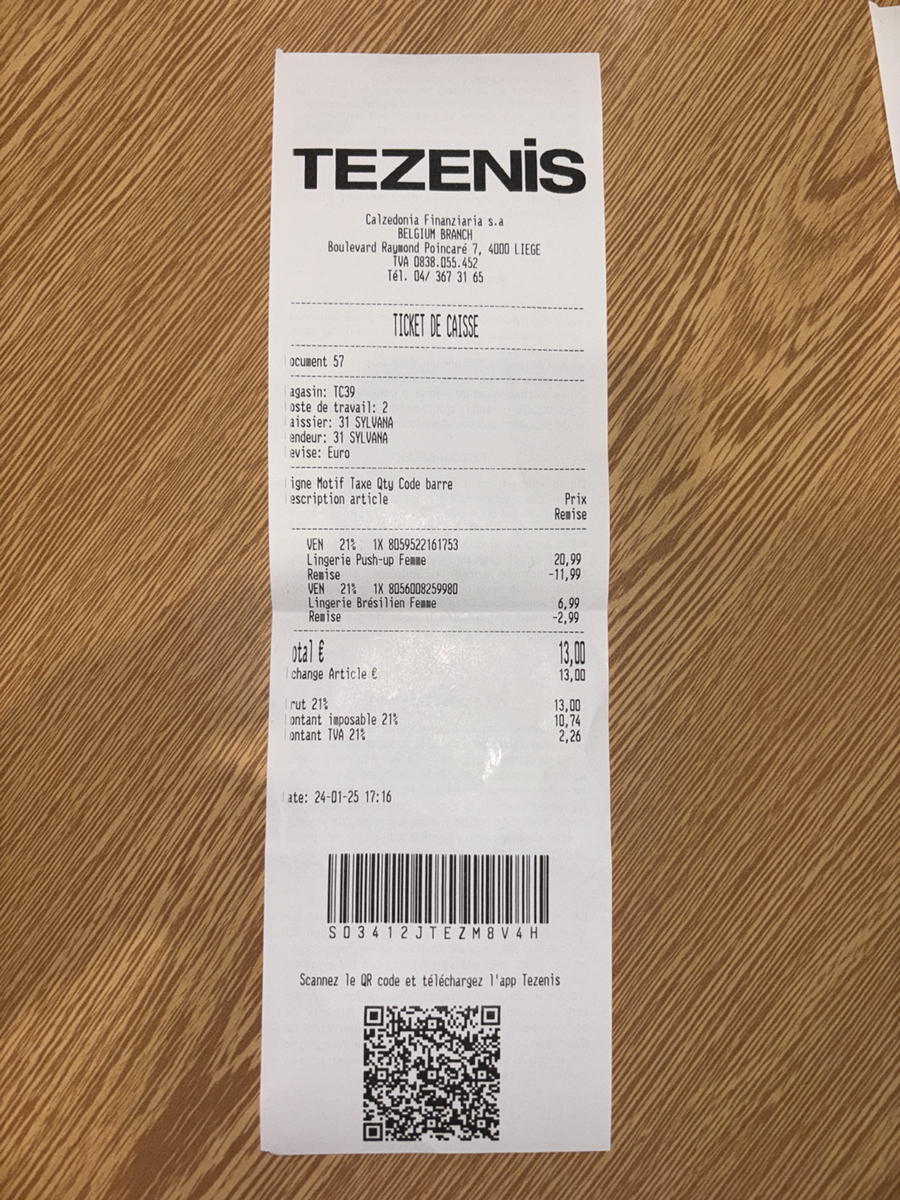 TEZENIS
Calzedonia Finanziaria s.a
BELGIUM BRANCH
Boulevard Raymond Poincaré 7, 4000 LIEGE
TVA 0838.055.452
Tél. 04/ 367 31 65
TICKET DE CAISSE
ocument 57
agasin: TC39
oste de travail: 2
aissier: 31 SYLVANA
endeur: 31 SYLVANA
evise: Euro
igne Motif Taxe Qty Code barre
escription article Prix
Remise
VEN 21% 1X 8059522161753
Lingerie Push-up Femme 20,99
Remise -11,99
VEN 21% 1X 8056008259980
Lingerie Brésilien Femme 6,99
Remise -2,99
otal € 13,00
change Article € 13,00
rut 21% 13,00
ontant imposable 21% 10,74
ontant TVA 21% 2,26
ate: 24-01-25 17:16
S03412JTEZM8V4H
Scannez le QR code et téléchargez l'app Tezenis